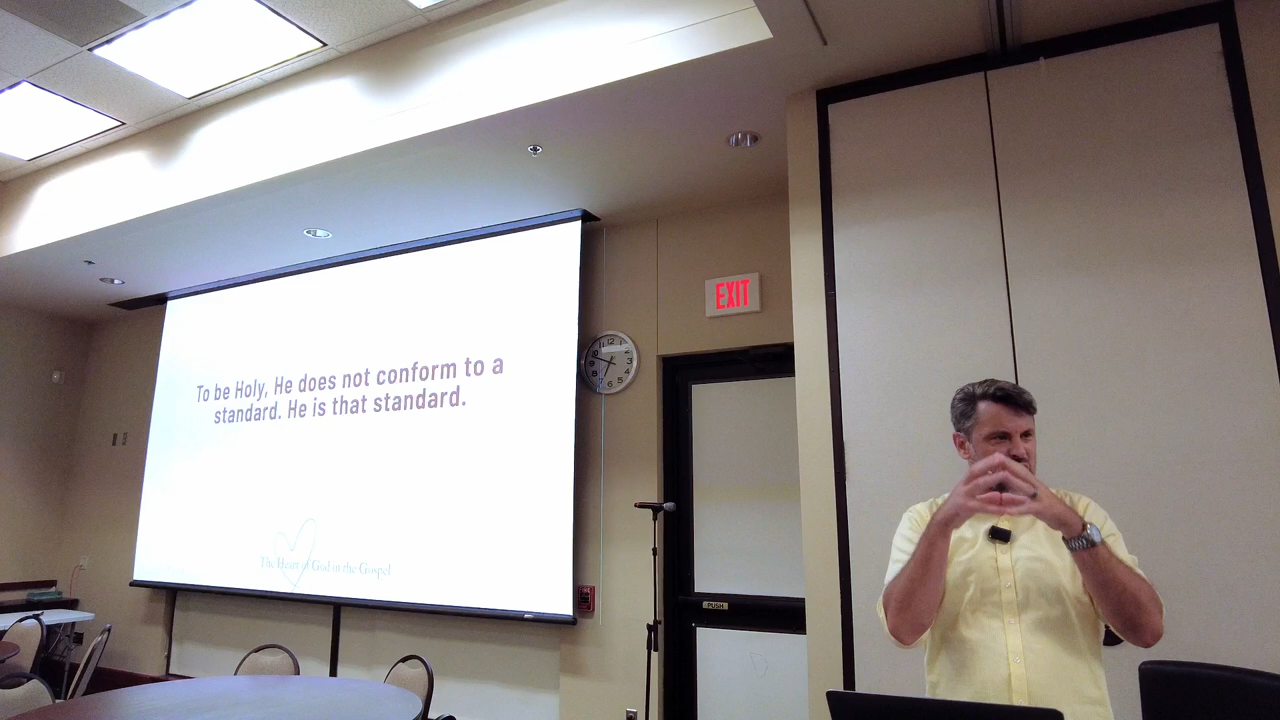 To be Holy, He does not conform to a
standard. He is that standard.
The Heart of God in the Gospel
EXIT
PUSH